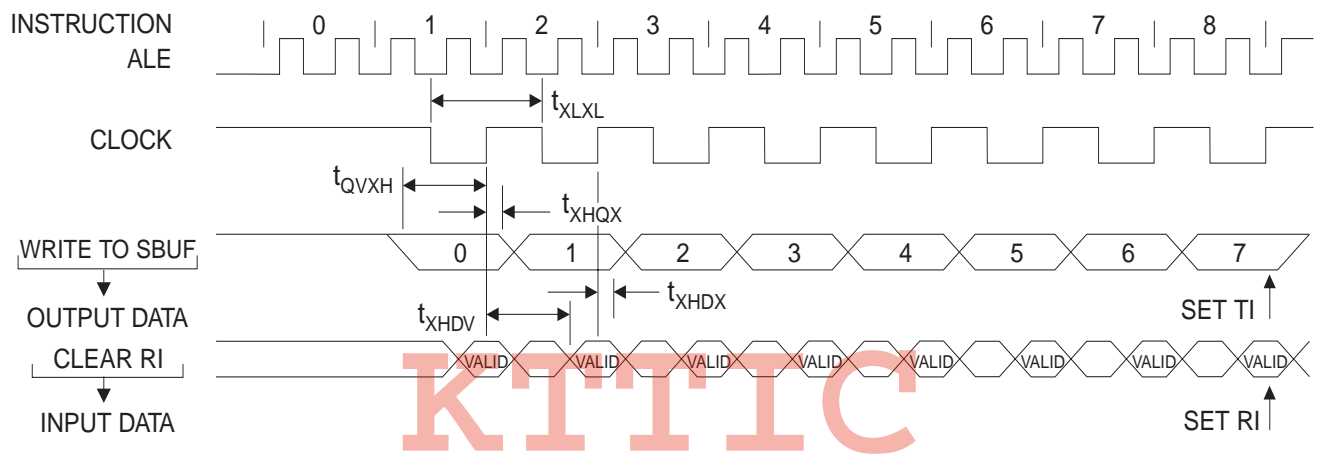 INSTRUCTION 0 1 2 3 4 5 6 7 8
ALE
tXLXL
CLOCK
tQVXH
tXHQX
WRITE TO SBUF 0 1 2 3 4 5 6 7
tXHDX
SET TI
OUTPUT DATA
tXHDV
CLEAR RI VALID VALID VALID VALID VALID VALID VALID VALID
INPUT DATA
SET RI
KTTIC